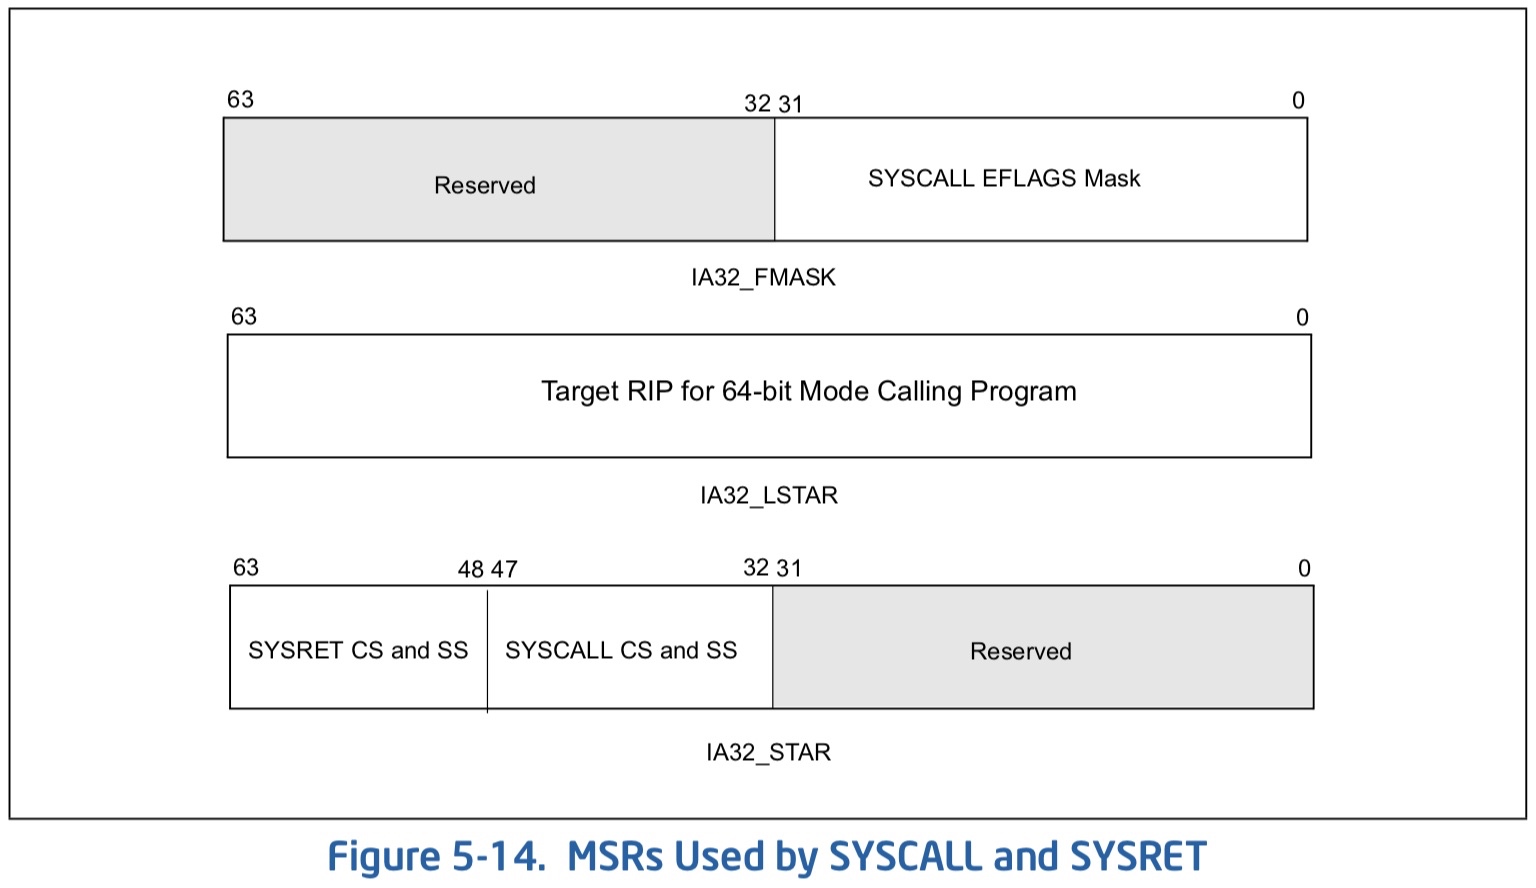 63 32 31 0
Reserved SYSCALL EFLAGS Mask
IA32_FMASK
63 0
Target RIP for 64-bit Mode Calling Program
IA32_LSTAR
63 48 47 32 31 0
SYSRET CS and SS SYSCALL CS and SS Reserved
IA32_STAR
Figure 5-14. MSRs Used by SYSCALL and SYSRET